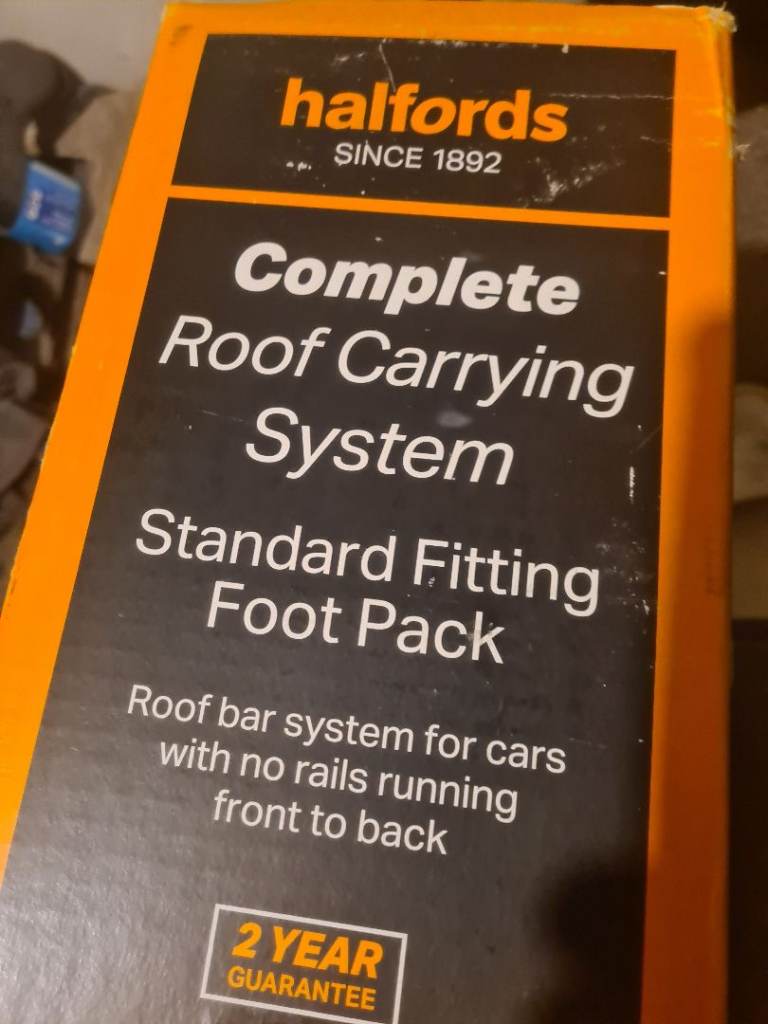 halfords
SINCE 1892
Complete
Roof Carrying
System
Standard Fitting
Foot Pack
Roof bar system for cars
with no rails running
front to back
2 YEAR
GUARANTEE